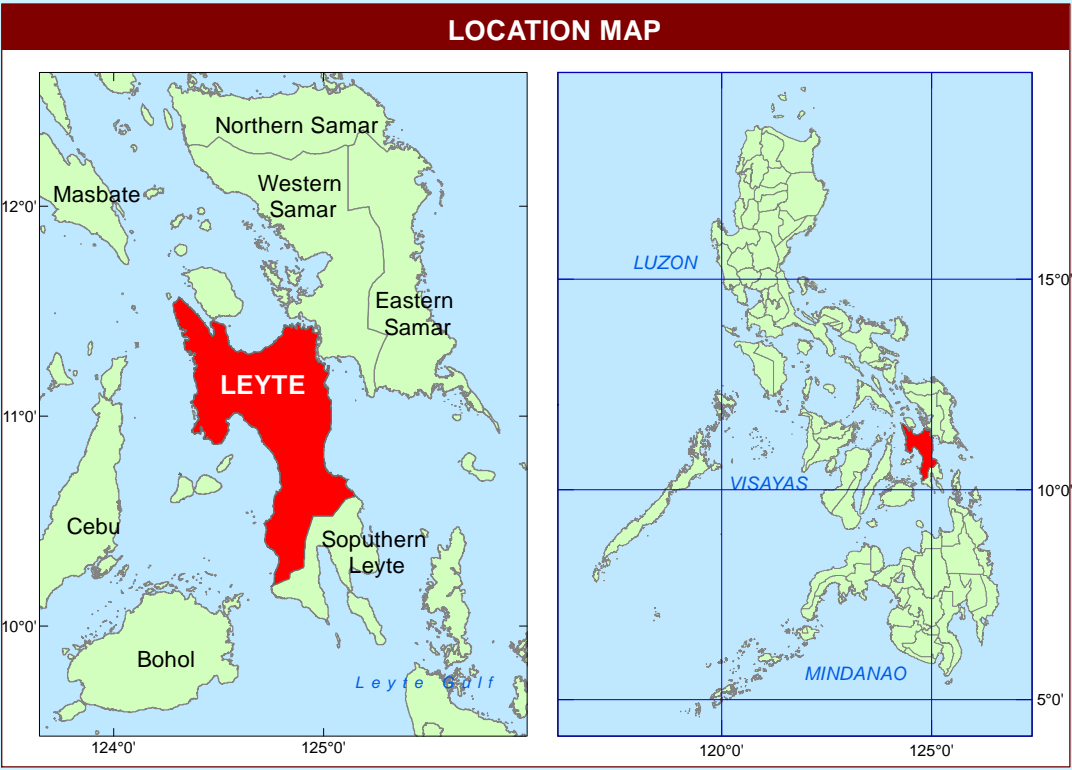 LOCATION MAP
Northern Samar
Masbate
Western
Samar
12°0'
LUZON
15°0'
Eastern
Samar
LEYTE
11°0'
VISAYAS
10°0'
Cebu
Soputhern
Leyte
10°0'
Bohol
Leyte Gulf
MINDANAO
5°0'
124°0'
125°0'
120°0'
125°0'